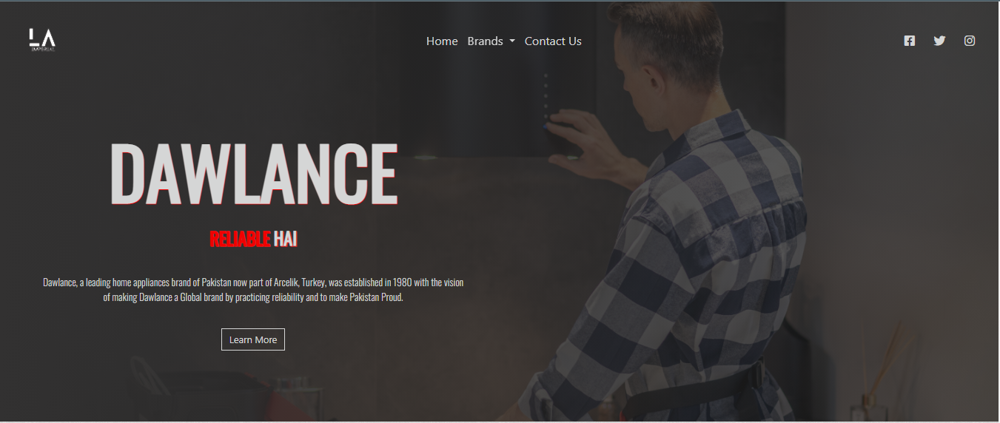 LA
IMPERIAL
Home Brands Contact Us
DAWLANCE
RELIABLE HAI
Dawlance, a leading home appliances brand of Pakistan now part of Arcelik, Turkey, was established in 1980 with the vision
of making Dawlance a Global brand by practicing reliability and to make Pakistan Proud.
Learn More